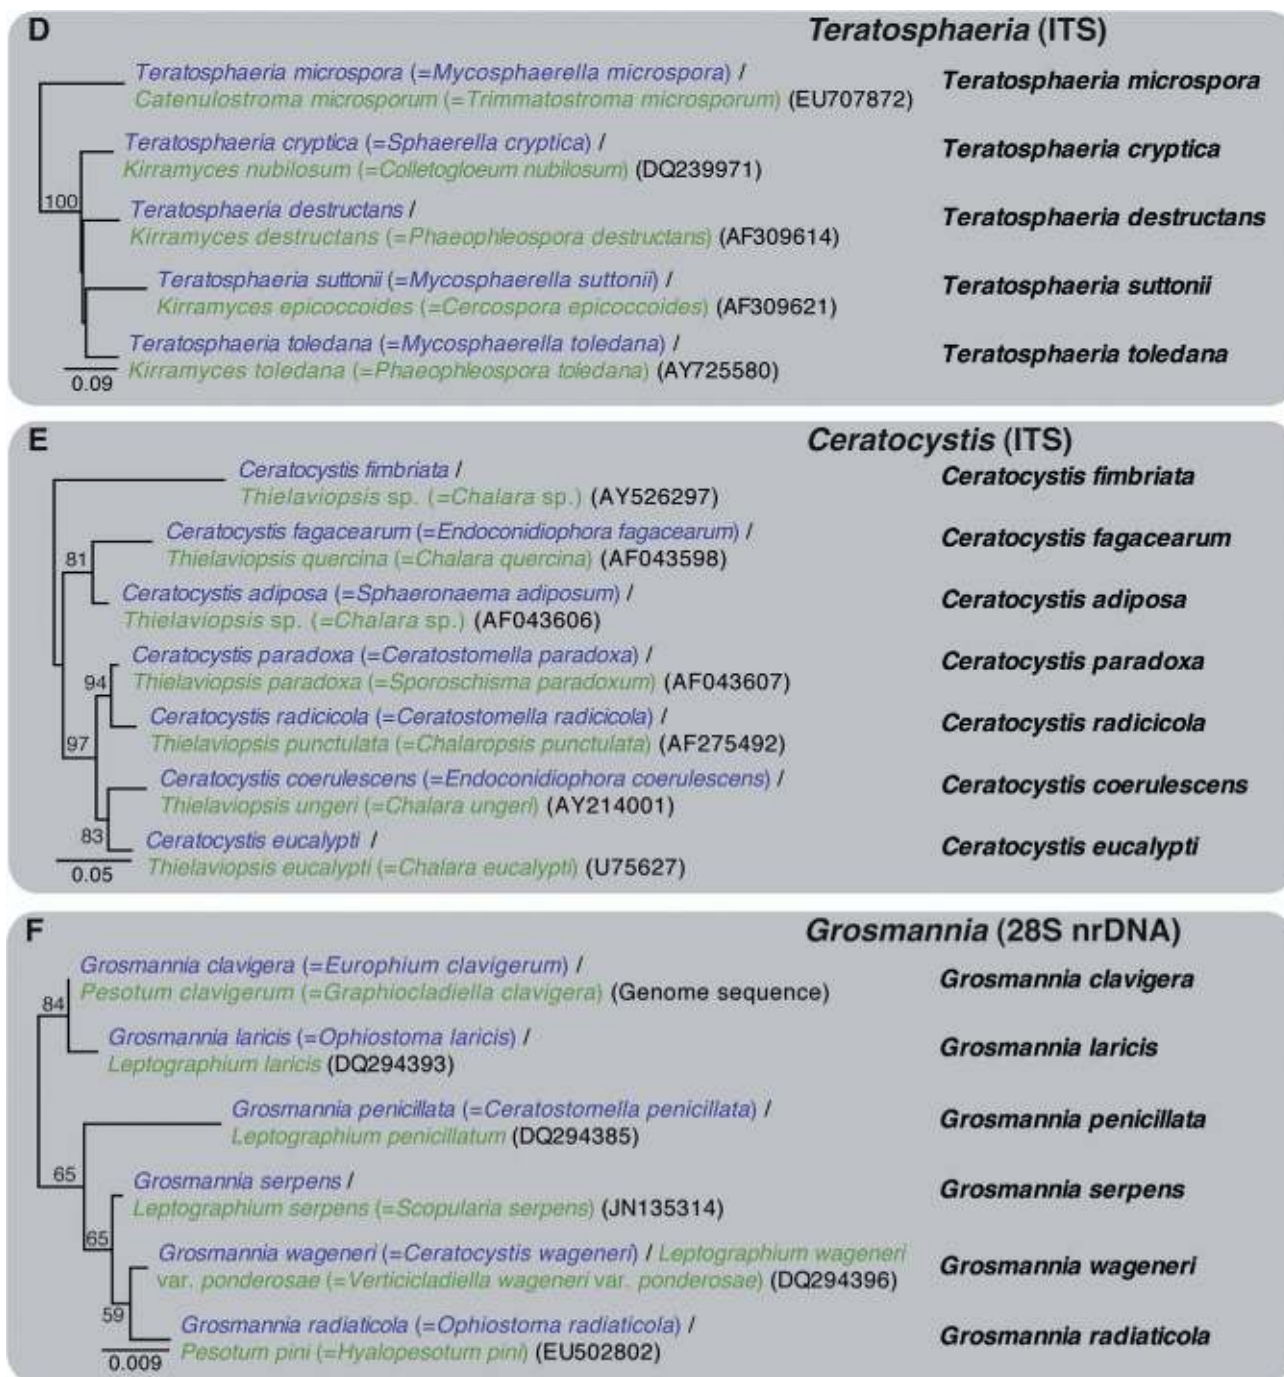 D
Teratosphaeria (ITS)
Teratosphaeria microspora (=Mycosphaerella microspora) /
Catenulostroma microsporum (=Trimmatostroma microsporum) (EU707872)
Teratosphaeria microspora
Teratosphaeria cryptica (=Sphaerella cryptica) /
Kirramyces nubilosum (=Colletogloeum nubilosum) (DQ239971)
Teratosphaeria cryptica
100
Teratosphaeria destructans /
Kirramyces destructans (=Phaeophleospora destructans) (AF309614)
Teratosphaeria destructans
Teratosphaeria suttonii (=Mycosphaerella suttonii) /
Kirramyces epicoccoides (=Cercospora epicoccoides) (AF309621)
Teratosphaeria suttonii
Teratosphaeria toledana (=Mycosphaerella toledana) /
Kirramyces toledana (=Phaeophleospora toledana) (AY725580)
Teratosphaeria toledana
0.09
E
Ceratocystis (ITS)
Ceratocystis fimbriata /
Thielaviopsis sp. (=Chalara sp.) (AY526297)
Ceratocystis fimbriata
Ceratocystis fagacearum (=Endoconidiophora fagacearum) /
Thielaviopsis quercina (=Chalara quercina) (AF043598)
Ceratocystis fagacearum
81
Ceratocystis adiposa (=Sphaeronaema adiposum) /
Thielaviopsis sp. (=Chalara sp.) (AF043606)
Ceratocystis adiposa
Ceratocystis paradoxa (=Ceratostomella paradoxa) /
Thielaviopsis paradoxa (=Sporoschisma paradoxum) (AF043607)
Ceratocystis paradoxa
94
Ceratocystis radicicola (=Ceratostomella radicicola) /
Thielaviopsis punctulata (=Chalaropsis punctulata) (AF275492)
Ceratocystis radicicola
97
Ceratocystis coerulescens (=Endoconidiophora coerulescens) /
Thielaviopsis ungeri (=Chalara ungeri) (AY214001)
Ceratocystis coerulescens
83
Ceratocystis eucalypti /
Thielaviopsis eucalypti (=Chalara eucalypti) (U75627)
Ceratocystis eucalypti
0.05
F
Grosmannia (28S nrDNA)
Grosmannia clavigera (=Europhium clavigerum) /
Pesotum clavigerum (=Graphiocladiella clavigera) (Genome sequence)
Grosmannia clavigera
84
Grosmannia laricis (=Ophiostoma laricis) /
Leptographium laricis (DQ294393)
Grosmannia laricis
Grosmannia penicillata (=Ceratostomella penicillata) /
Leptographium penicillatum (DQ294385)
Grosmannia penicillata
65
Grosmannia serpens /
Leptographium serpens (=Scopularia serpens) (JN135314)
Grosmannia serpens
65
Grosmannia wageneri (=Ceratocystis wageneri) / Leptographium wageneri
var. ponderosae (=Verticicladiella wageneri var. ponderosae) (DQ294396)
Grosmannia wageneri
59
Grosmannia radiaticola (=Ophiostoma radiaticola) /
Pesotum pini (=Hyalopesotum pini) (EU502802)
Grosmannia radiaticola
0.009